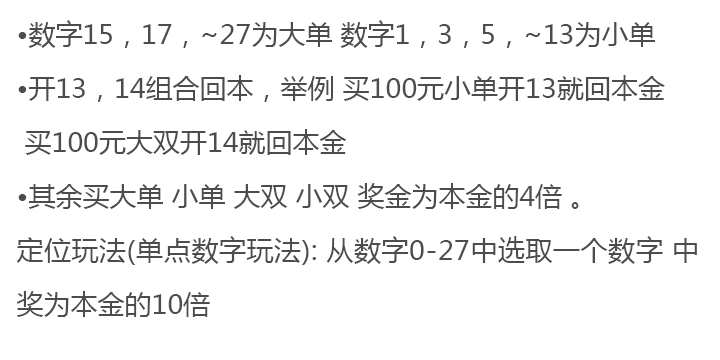 •数字15，17，~27为大单 数字1，3，5，~13为小单
•开13，14组合回本，举例 买100元小单开13就回本金
买100元大双开14就回本金
•其余买大单 小单 大双 小双 奖金为本金的4倍 。
定位玩法(单点数字玩法): 从数字0-27中选取一个数字 中
奖为本金的10倍